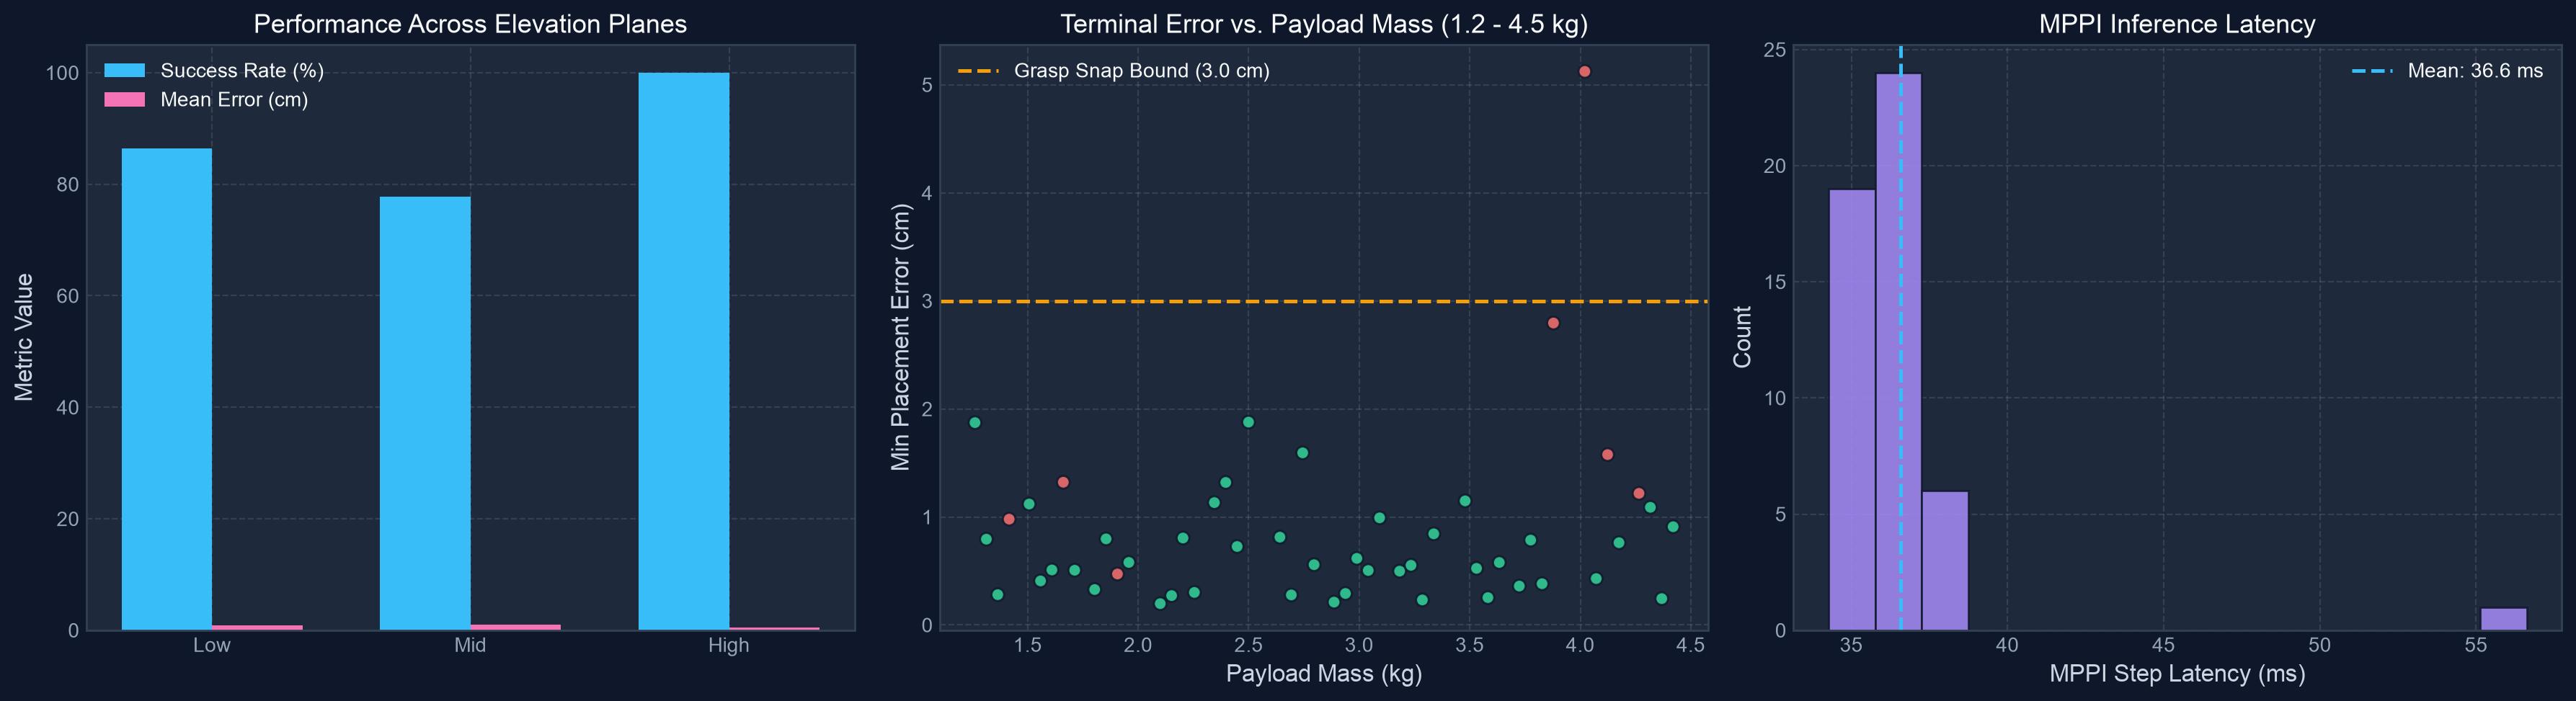 Performance Across Elevation Planes
Success Rate (%)
Mean Error (cm)
Metric Value
100
80
60
40
20
0
Low
Mid
High
Terminal Error vs. Payload Mass (1.2 - 4.5 kg)
Grasp Snap Bound (3.0 cm)
Min Placement Error (cm)
5
4
3
2
1
0
1.5
2.0
2.5
3.0
3.5
4.0
4.5
Payload Mass (kg)
MPPI Inference Latency
Mean: 36.6 ms
Count
25
20
15
10
5
0
35
40
45
50
55
MPPI Step Latency (ms)